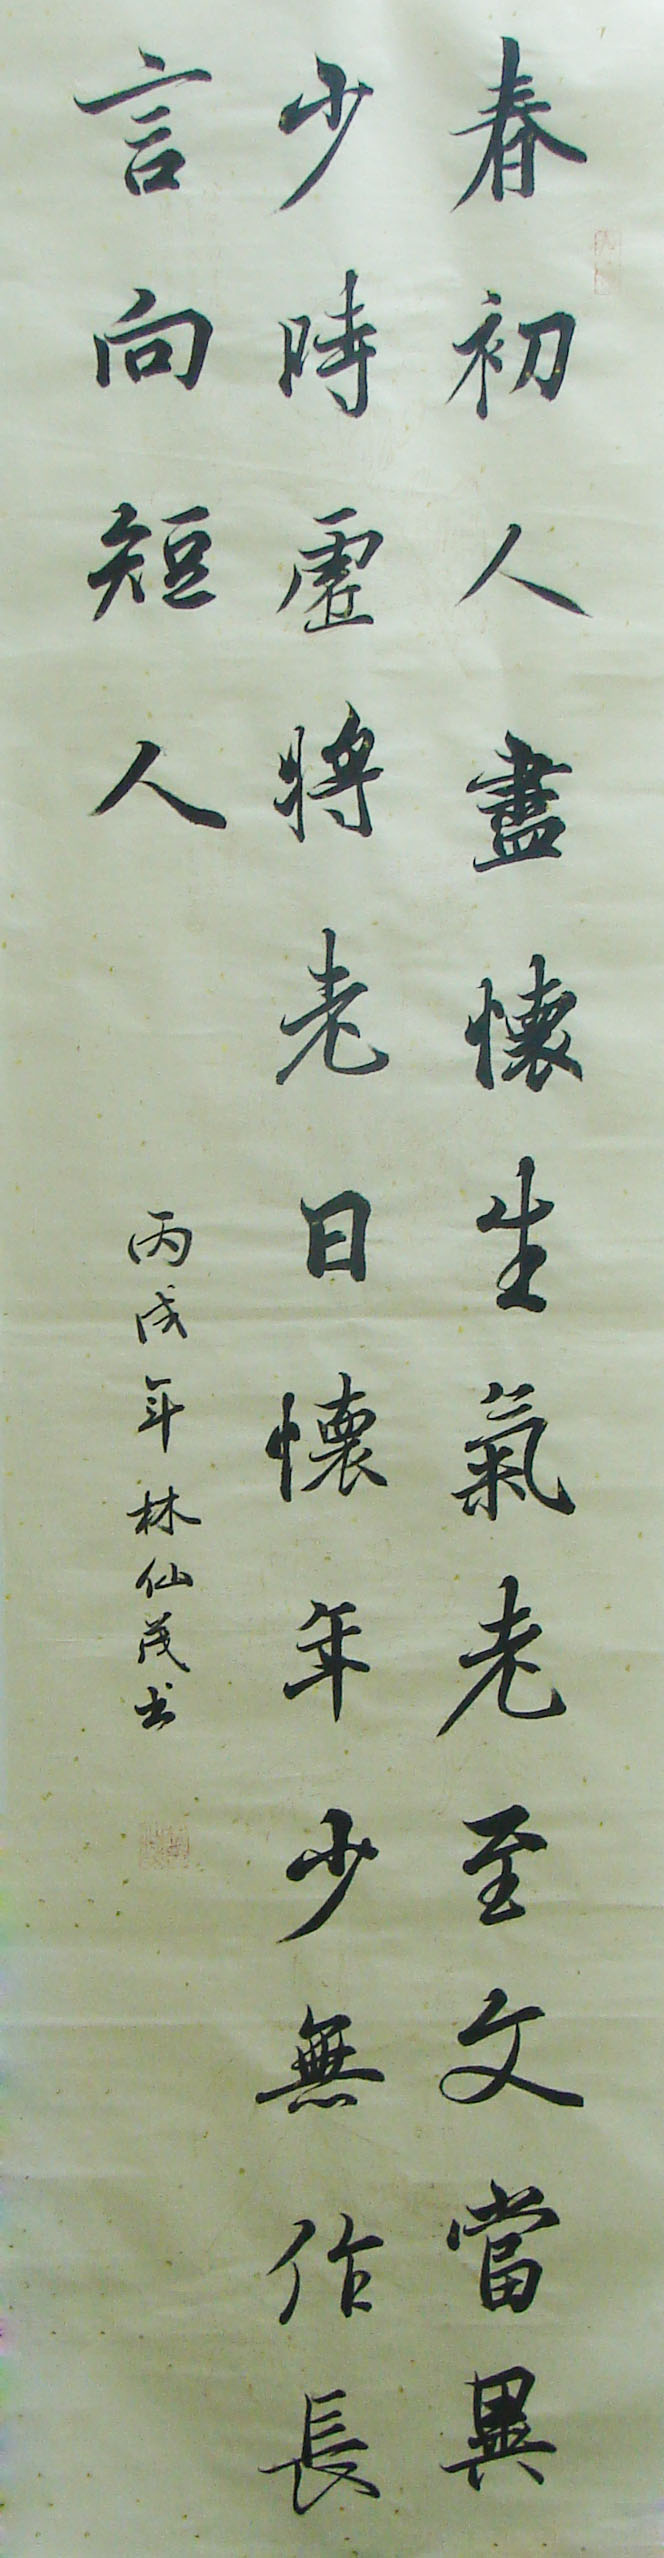 春初人盡懷生氣老至文當異
少時虛將老日懷年少無作長
言向短人
丙戌年林仙茂书